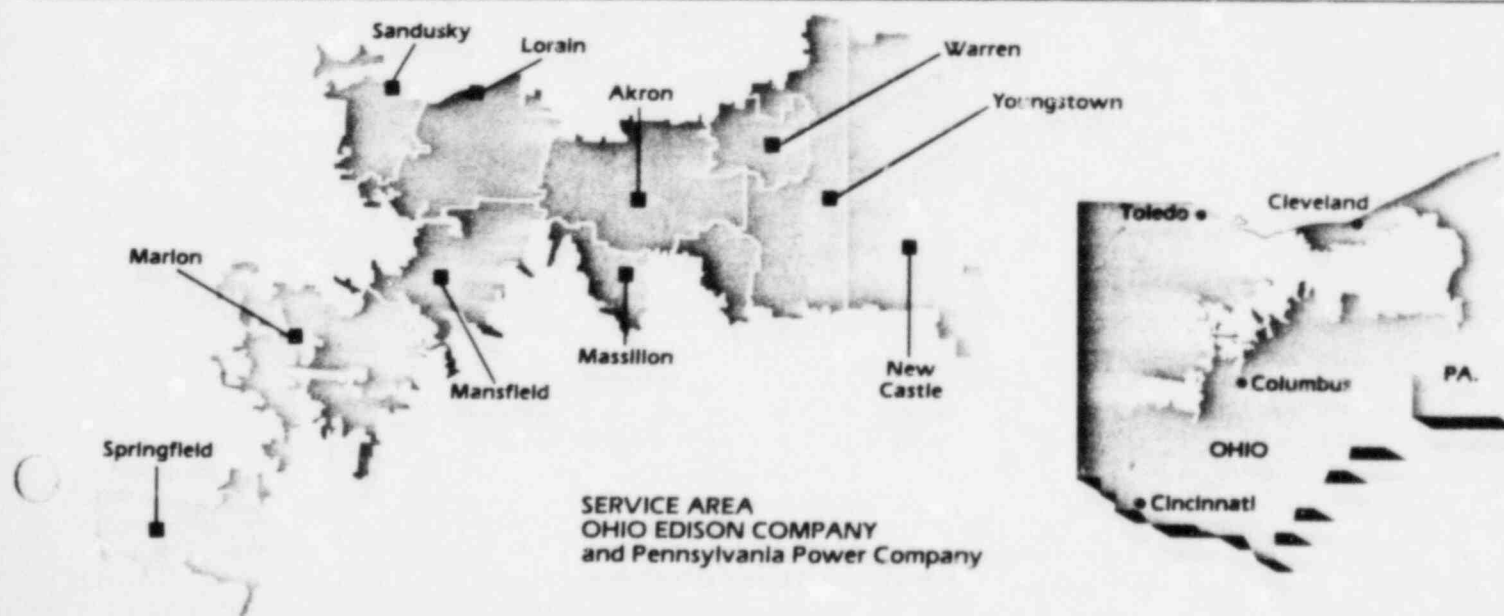 Sandusky
Lorain
Warren
Akron
Youngstown
Toledo
Cleveland
Marion
Massillon
New
Castle
Mansfield
Columbus
PA.
Springfield
OHIO
Cincinnati
SERVICE AREA
OHIO EDISON COMPANY
and Pennsylvania Power Company